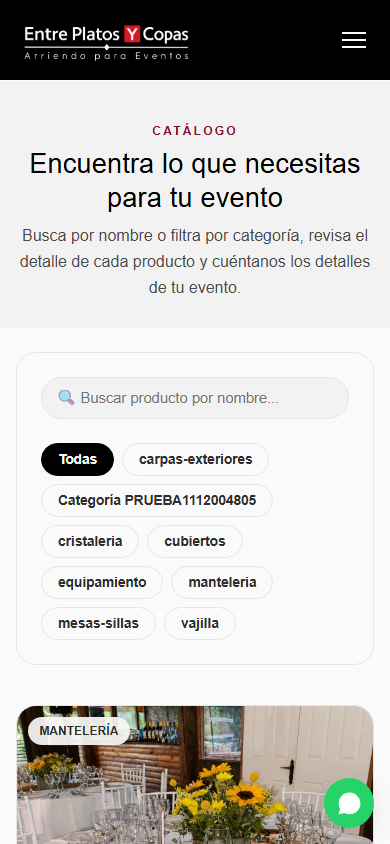 Entre Platos Y Copas
Arriendo para Eventos
CATÁLOGO
Encuentra lo que necesitas
para tu evento
Busca por nombre o filtra por categoría, revisa el
detalle de cada producto y cuéntanos los detalles
de tu evento.
Buscar producto por nombre...
Todas
carpas-exteriores
Categoría PRUEBA1112004805
cristaleria
cubiertos
equipamiento
manteleria
mesas-sillas
vajilla
MANTELERÍA